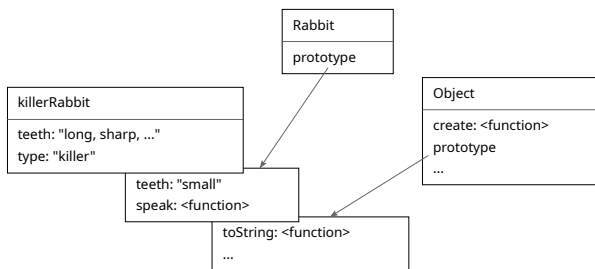 Rabbit
prototype
killerRabbit
teeth: "long, sharp, ..."
type: "killer"
Object
create: <function>
prototype
...
teeth: "small"
speak: <function>
toString: <function>
...